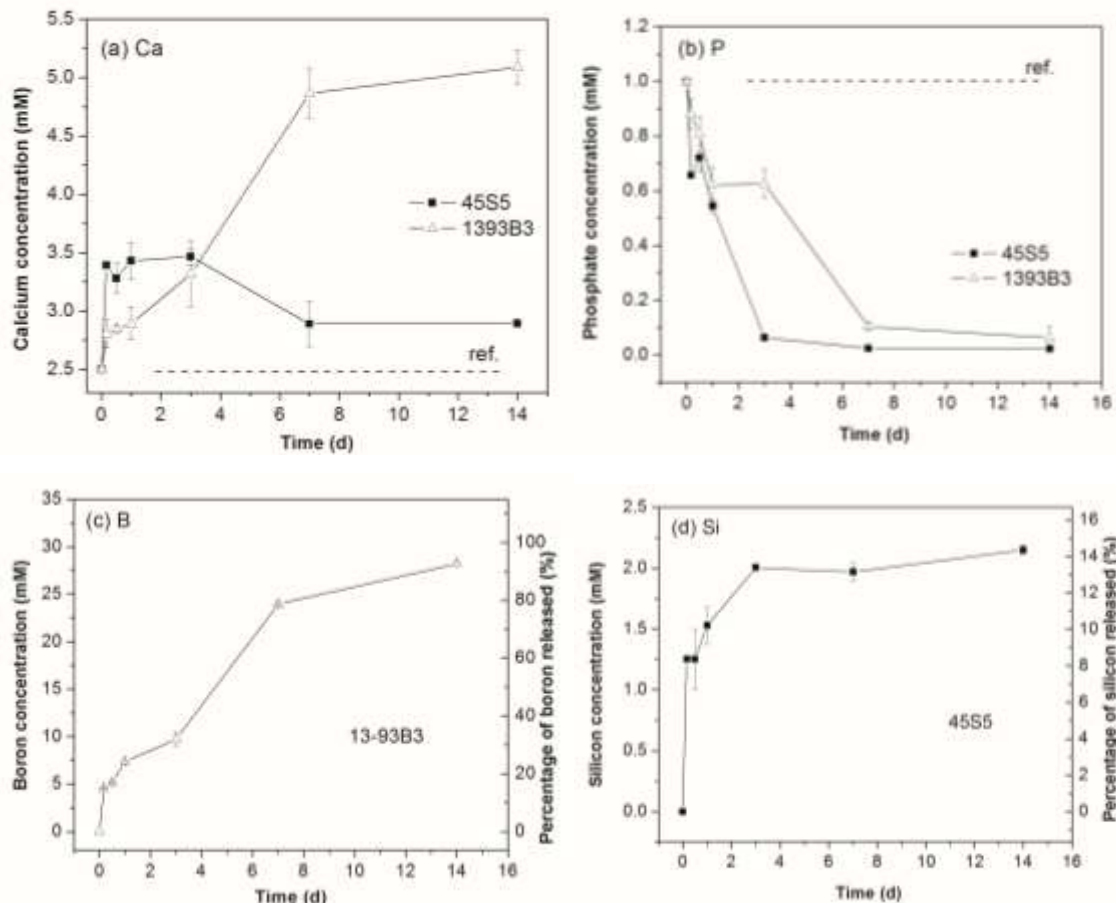 (a) Ca
Calcium concentration (mM)
5.5
5.0
4.5
4.0
3.5
3.0
2.5
45S5
1393B3
ref.
0 2 4 6 8 10 12 14
Time (d)
(b) P
Phosphate concentration (mM)
1.2
1.0
0.8
0.6
0.4
0.2
0.0
ref.
45S5
1393B3
0 2 4 6 8 10 12 14 16
Time (d)
(c) B
Boron concentration (mM)
35
30
25
20
15
10
5
0
13-93B3
100
80
60
40
20
0
Percentage of boron released (%)
0 2 4 6 8 10 12 14 16
Time (d)
(d) Si
Silicon concentration (mM)
2.5
2.0
1.5
1.0
0.5
0.0
45S5
16
14
12
10
8
6
4
2
0
Percentage of silicon released (%)
0 2 4 6 8 10 12 14 16
Time (d)